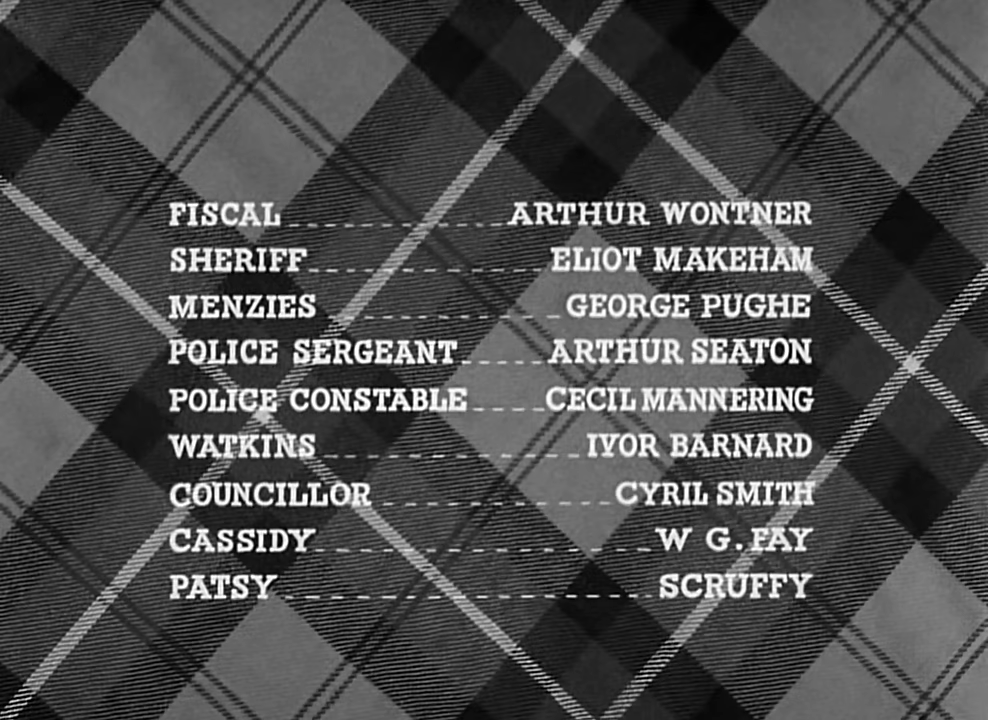 FISCAL ARTHUR WONTNER
SHERIFF ELIOT MAKEHAM
MENZIES GEORGE PUGHE
POLICE SERGEANT ARTHUR SEATON
POLICE CONSTABLE CECIL MANNERING
WATKINS IVOR BARNARD
COUNCILLOR CYRIL SMITH
CASSIDY W G. FAY
PATSY SCRUFFY